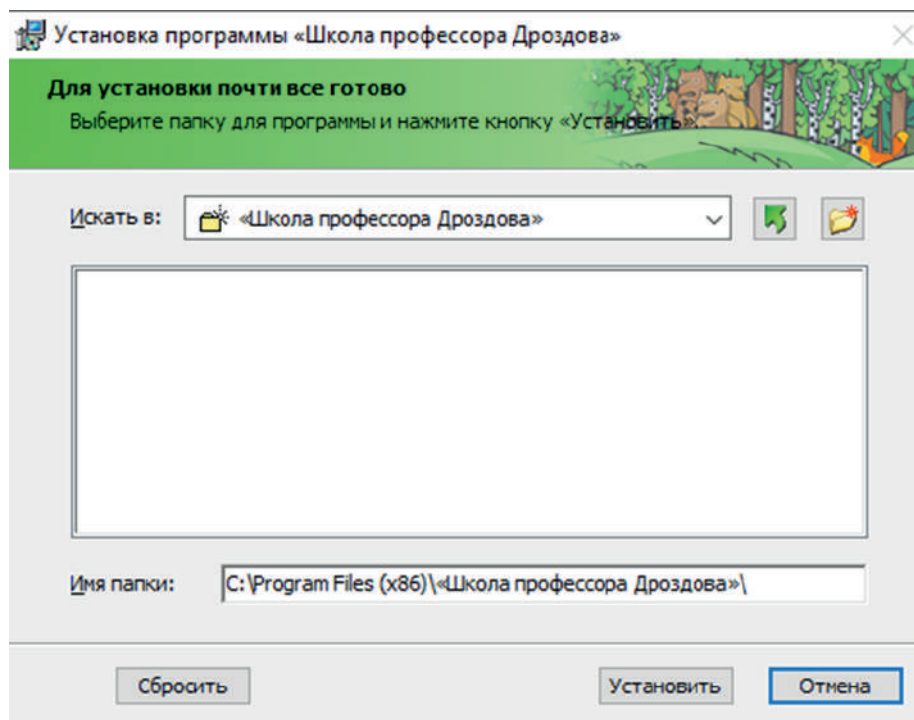 Установка программы «Школа профессора Дроздова»
Для установки почти все готово
Выберите папку для программы и нажмите кнопку «Установить».
Искать в: «Школа профессора Дроздова»
Имя папки: C:\Program Files (x86)\«Школа профессора Дроздова»\
Сбросить Установить Отмена